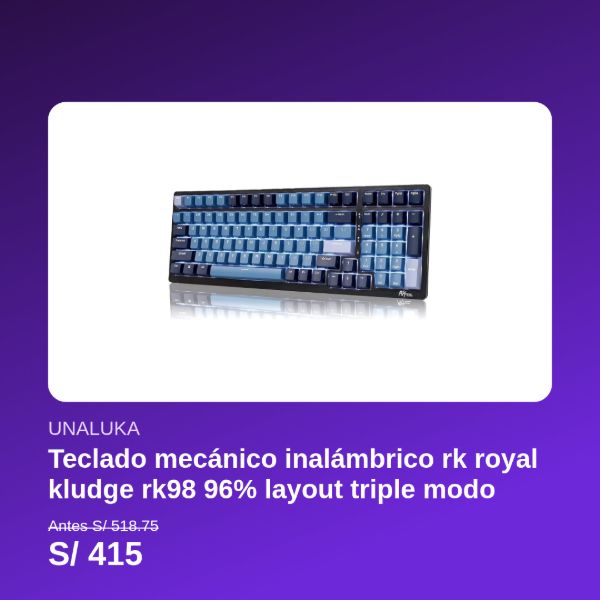 UNALUKA
Teclado mecánico inalámbrico rk royal
kludge rk98 96% layout triple modo
Antes S/ 518.75
S/ 415